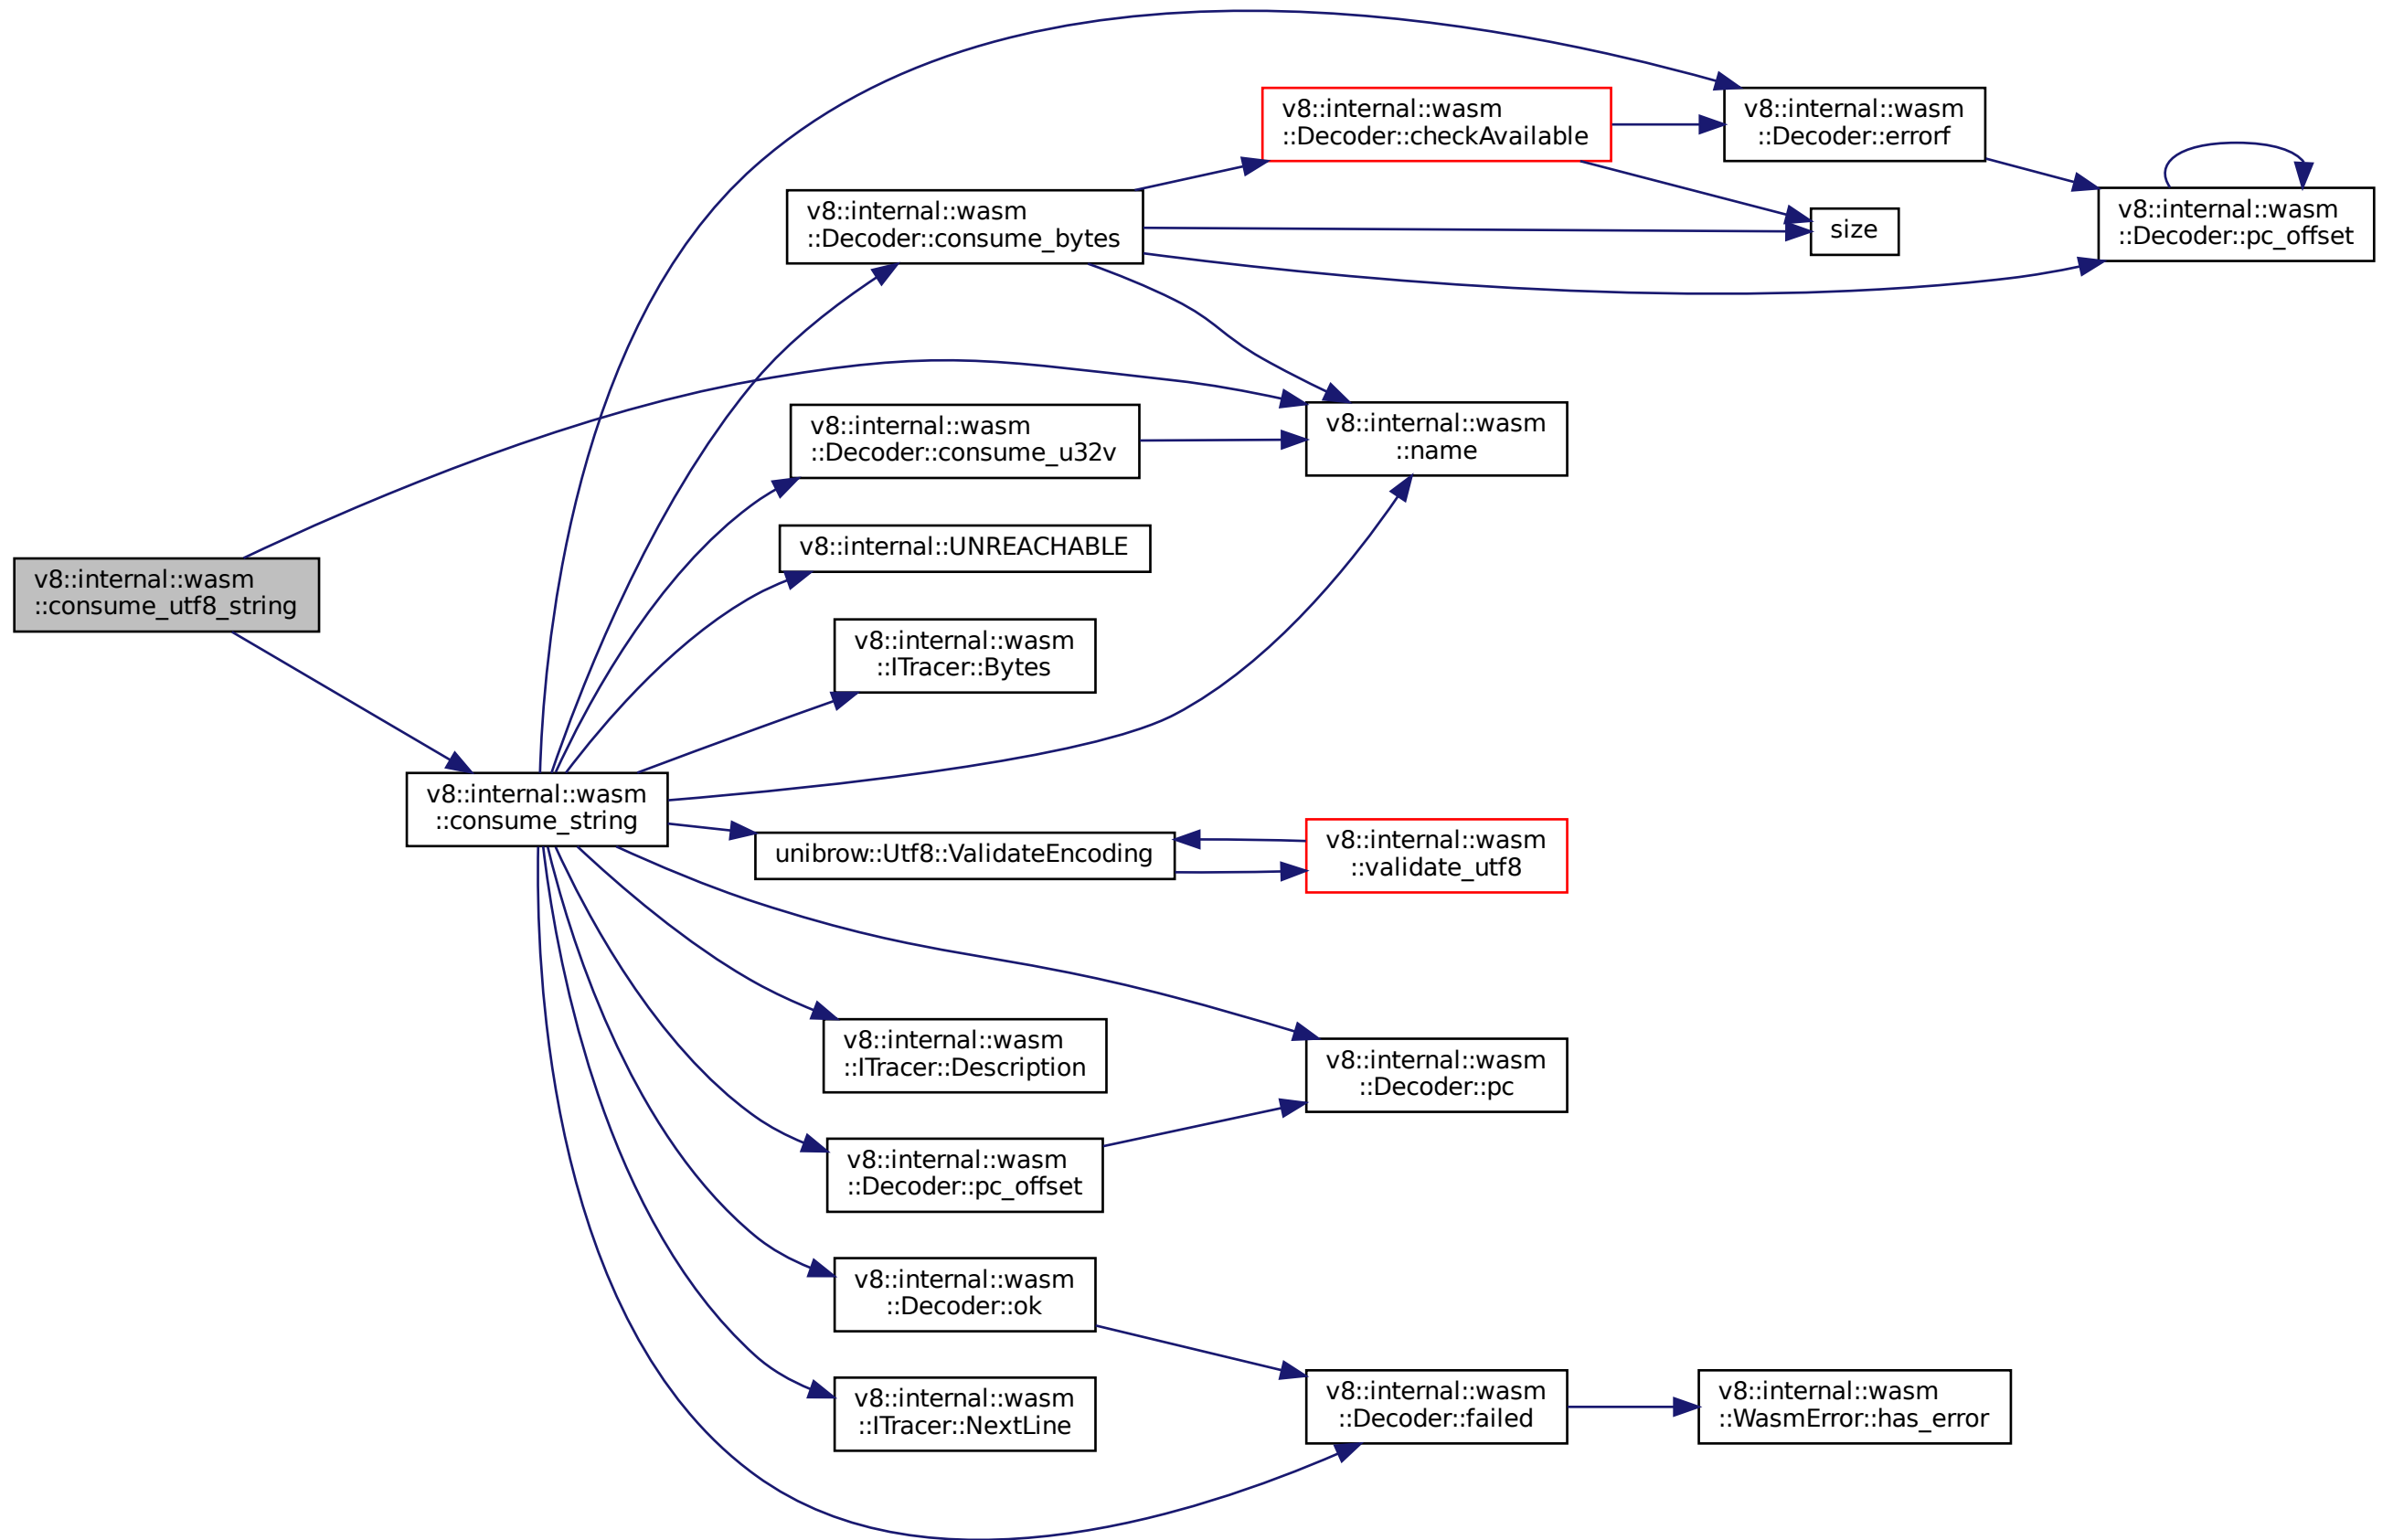 v8::internal::wasm
::consume_utf8_string
v8::internal::wasm
::consume_string
v8::internal::wasm
::Decoder::consume_bytes
v8::internal::wasm
::Decoder::checkAvailable
v8::internal::wasm
::Decoder::errorf
v8::internal::wasm
::Decoder::pc_offset
size
v8::internal::wasm
::Decoder::consume_u32v
v8::internal::wasm
::name
v8::internal::UNREACHABLE
v8::internal::wasm
::ITracer::Bytes
unibrow::Utf8::ValidateEncoding
v8::internal::wasm
::validate_utf8
v8::internal::wasm
::ITracer::Description
v8::internal::wasm
::Decoder::pc
v8::internal::wasm
::Decoder::pc_offset
v8::internal::wasm
::Decoder::ok
v8::internal::wasm
::ITracer::NextLine
v8::internal::wasm
::Decoder::failed
v8::internal::wasm
::WasmError::has_error